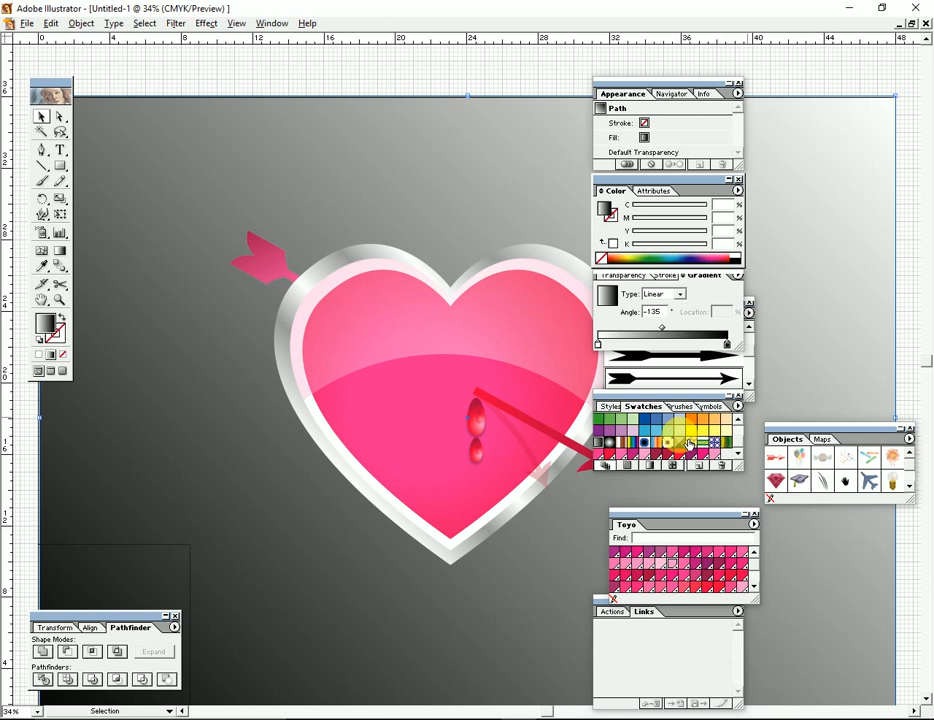 Adobe Illustrator - [Untitled-1 @ 34% (CMYK/Preview) ]
File Edit Object Type Select Filter Effect View Window Help
0 4 8 12 16 20 24 28 32 36 40 44 48
Appearance Navigator Info
Path
Stroke:
Fill:
Default Transparency
Color Attributes
C %
M %
Y %
K %
Transparency Stroke Gradient
Type: Linear
Angle: -135 ° Location: %
Styles Swatches Brushes Symbols
Objects Maps
Toyo
Find:
Actions Links
Transform Align Pathfinder
Shape Modes:
Expand
Pathfinders:
34% Selection